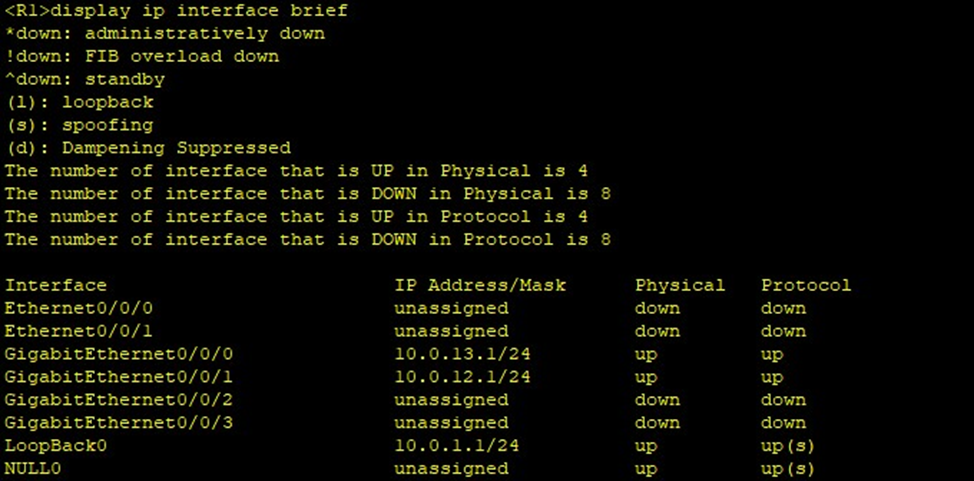 <R1>display ip interface brief
*down: administratively down
!down: FIB overload down
^down: standby
(l): loopback
(s): spoofing
(d): Dampening Suppressed
The number of interface that is UP in Physical is 4
The number of interface that is DOWN in Physical is 8
The number of interface that is UP in Protocol is 4
The number of interface that is DOWN in Protocol is 8
Interface IP Address/Mask Physical Protocol
Ethernet0/0/0 unassigned down down
Ethernet0/0/1 unassigned down down
GigabitEthernet0/0/0 10.0.13.1/24 up up
GigabitEthernet0/0/1 10.0.12.1/24 up up
GigabitEthernet0/0/2 unassigned down down
GigabitEthernet0/0/3 unassigned down down
LoopBack0 10.0.1.1/24 up up(s)
NULL0 unassigned up up(s)